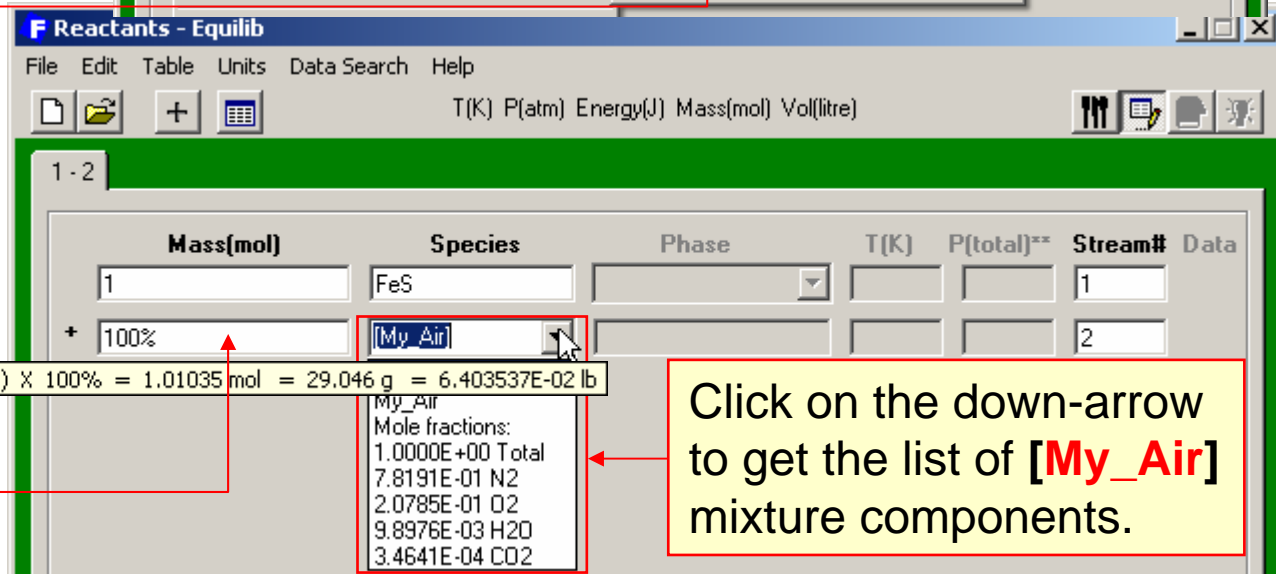 F Reactants - Equilib
File Edit Table Units Data Search Help
T(K) P(atm) Energy(J) Mass(mol) Vol(litre)
1 - 2
Mass(mol) Species Phase T(K) P(total)** Stream# Data
1 FeS 1
+ 100% [My_Air] 2
) X 100% = 1.01035 mol = 29.046 g = 6.403537E-02 lb
My_Air
Mole fractions:
1.0000E+00 Total
7.8191E-01 N2
2.0785E-01 O2
9.8976E-03 H2O
3.4641E-04 CO2
Click on the down-arrow
to get the list of [My_Air]
mixture components.